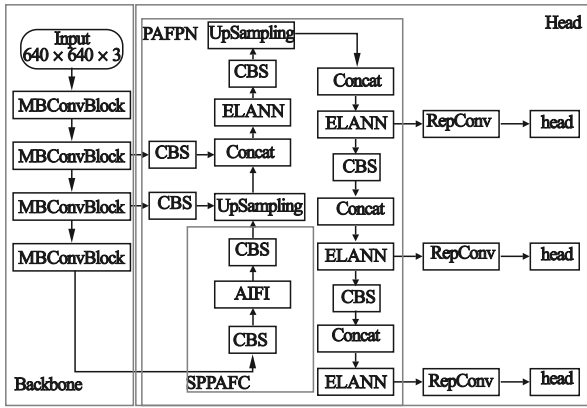 Input
640 × 640 × 3
MBConvBlock
MBConvBlock
MBConvBlock
MBConvBlock
Backbone
PAFPN
UpSampling
CBS
ELANN
CBS
Concat
CBS
UpSampling
CBS
AIFI
CBS
SPPAFC
Head
Concat
ELANN
RepConv
head
CBS
Concat
ELANN
RepConv
head
CBS
Concat
ELANN
RepConv
head